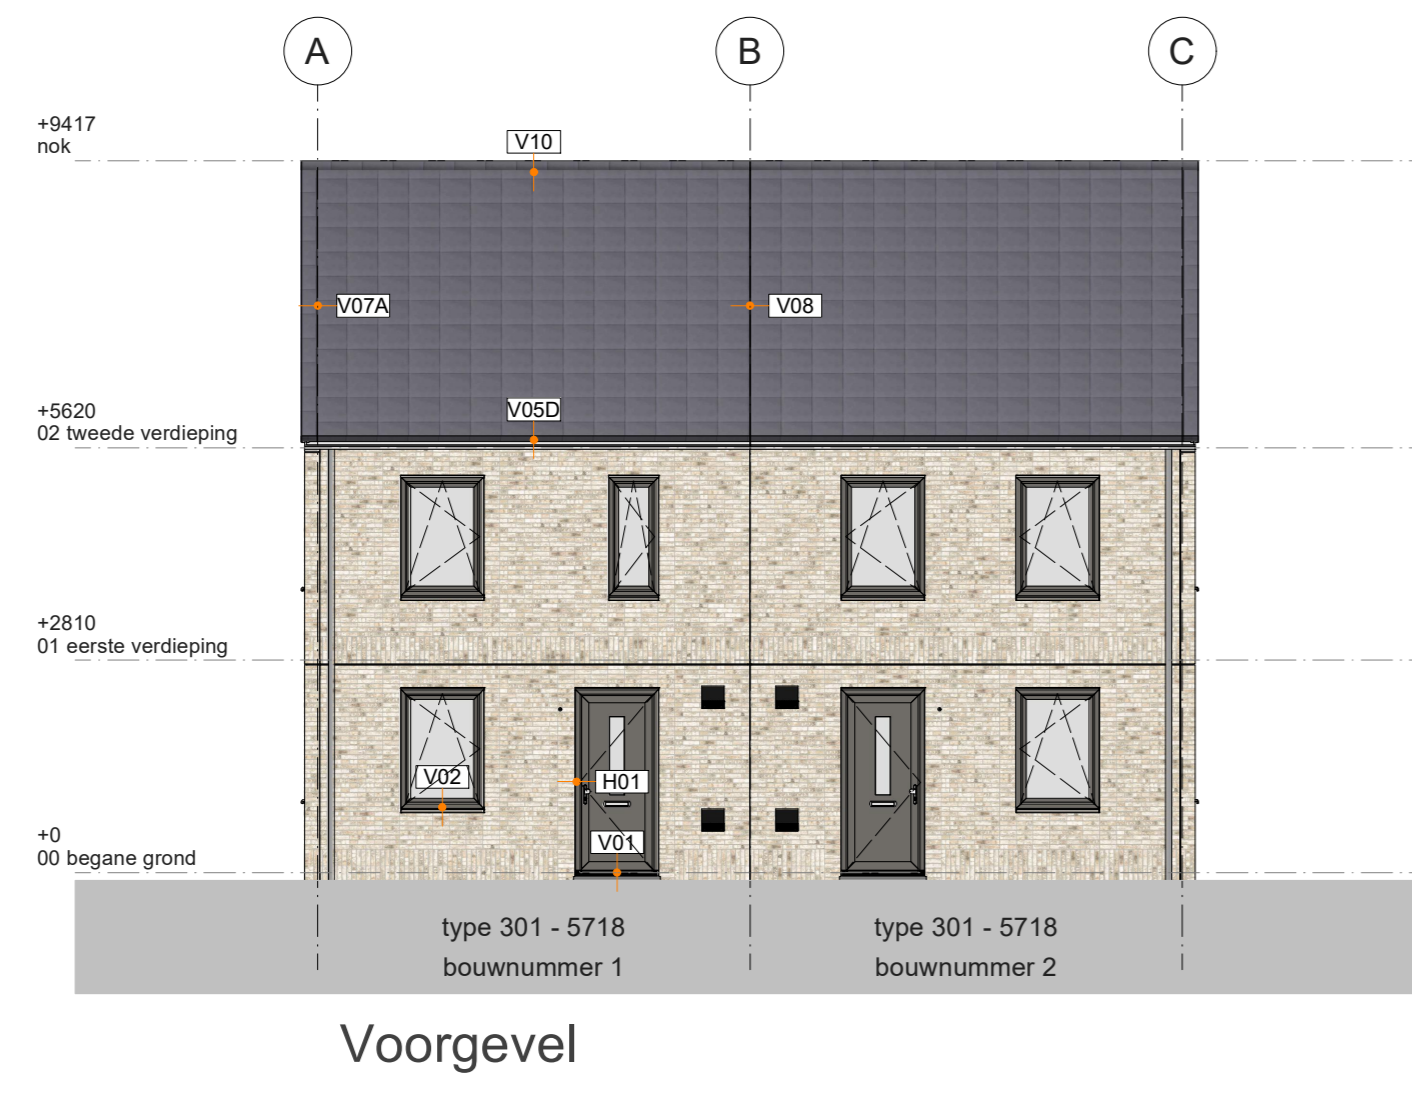 A
B
C
+9417
nok
V10
V07A
V08
+5620
02 tweede verdieping
V05D
+2810
01 eerste verdieping
V02
H01
+0
00 begane grond
V01
type 301 - 5718
bouwnummer 1
type 301 - 5718
bouwnummer 2
Voorgevel